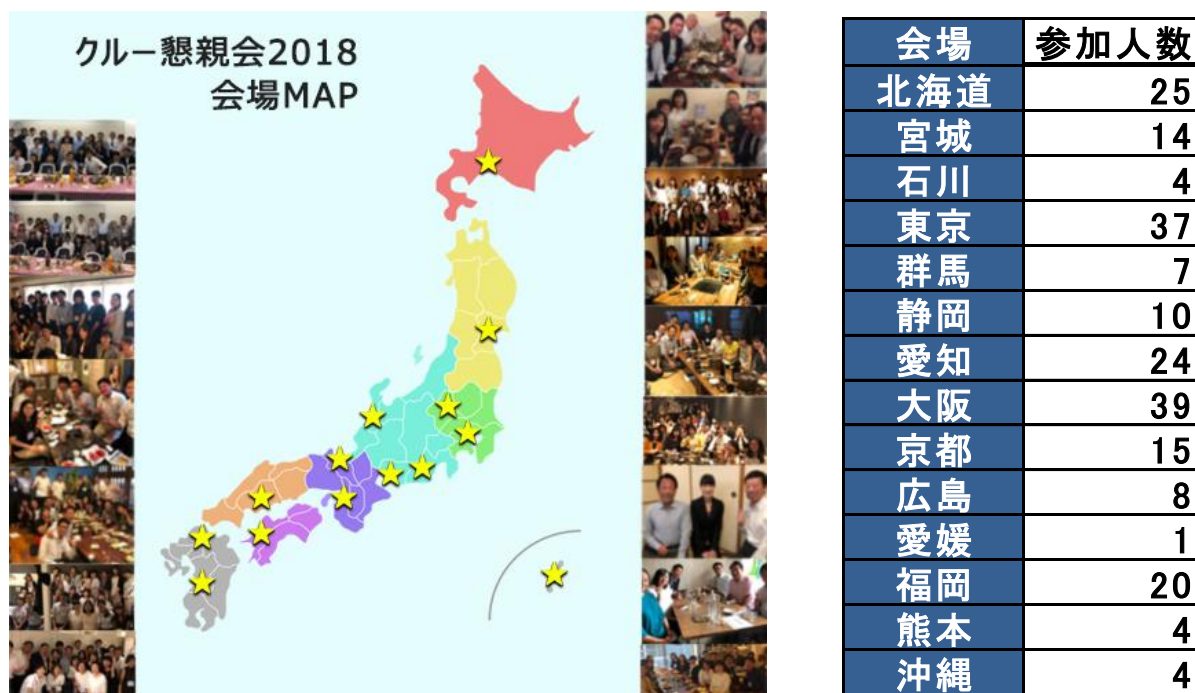 クルー懇親会2018
会場MAP
会場 参加人数
北海道 25
宮城 14
石川 4
東京 37
群馬 7
静岡 10
愛知 24
大阪 39
京都 15
広島 8
愛媛 1
福岡 20
熊本 4
沖縄 4